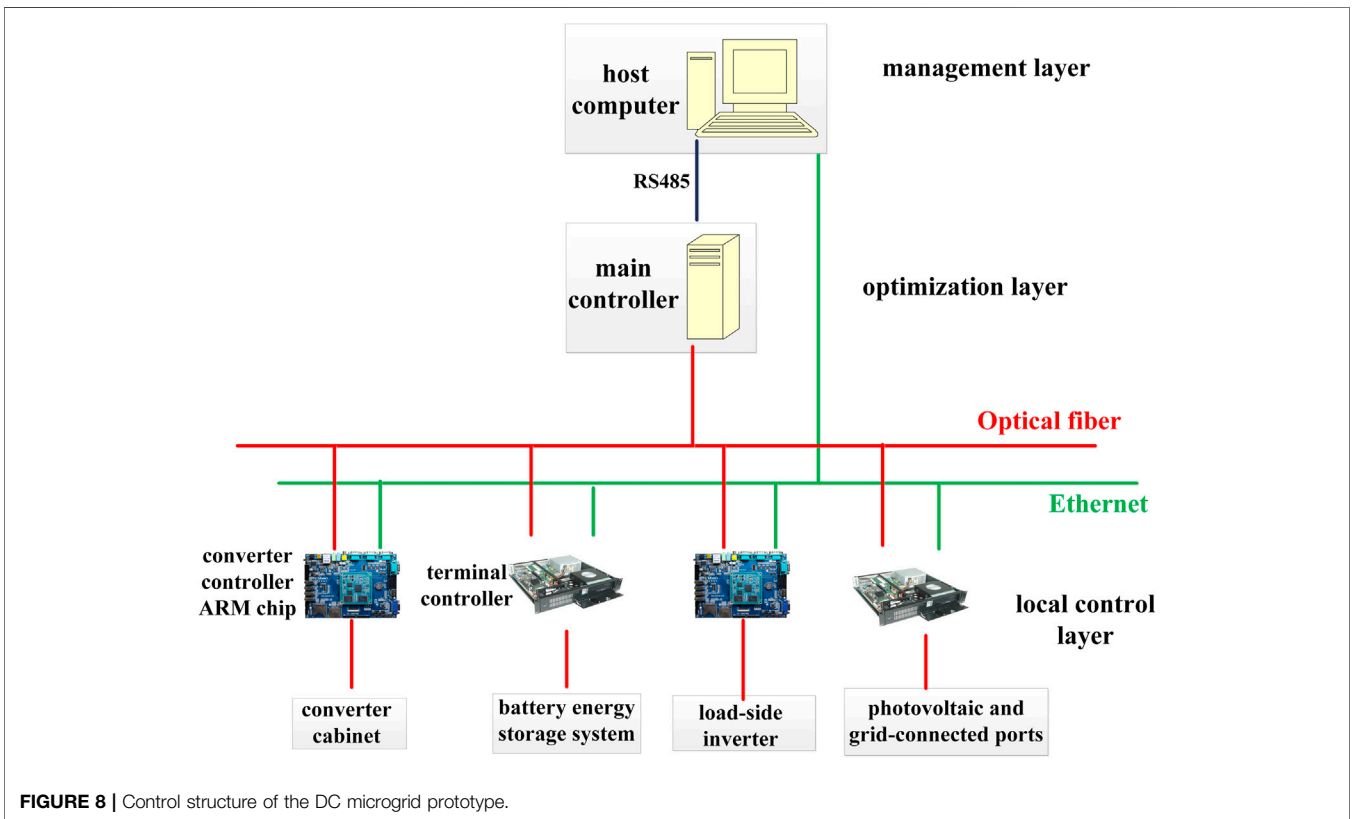 host
computer
management layer
RS485
main
controller
optimization layer
Optical fiber
Ethernet
converter
controller
ARM chip
terminal
controller
local control
layer
converter
cabinet
battery energy
storage system
load-side
inverter
photovoltaic and
grid-connected ports
FIGURE 8 | Control structure of the DC microgrid prototype.